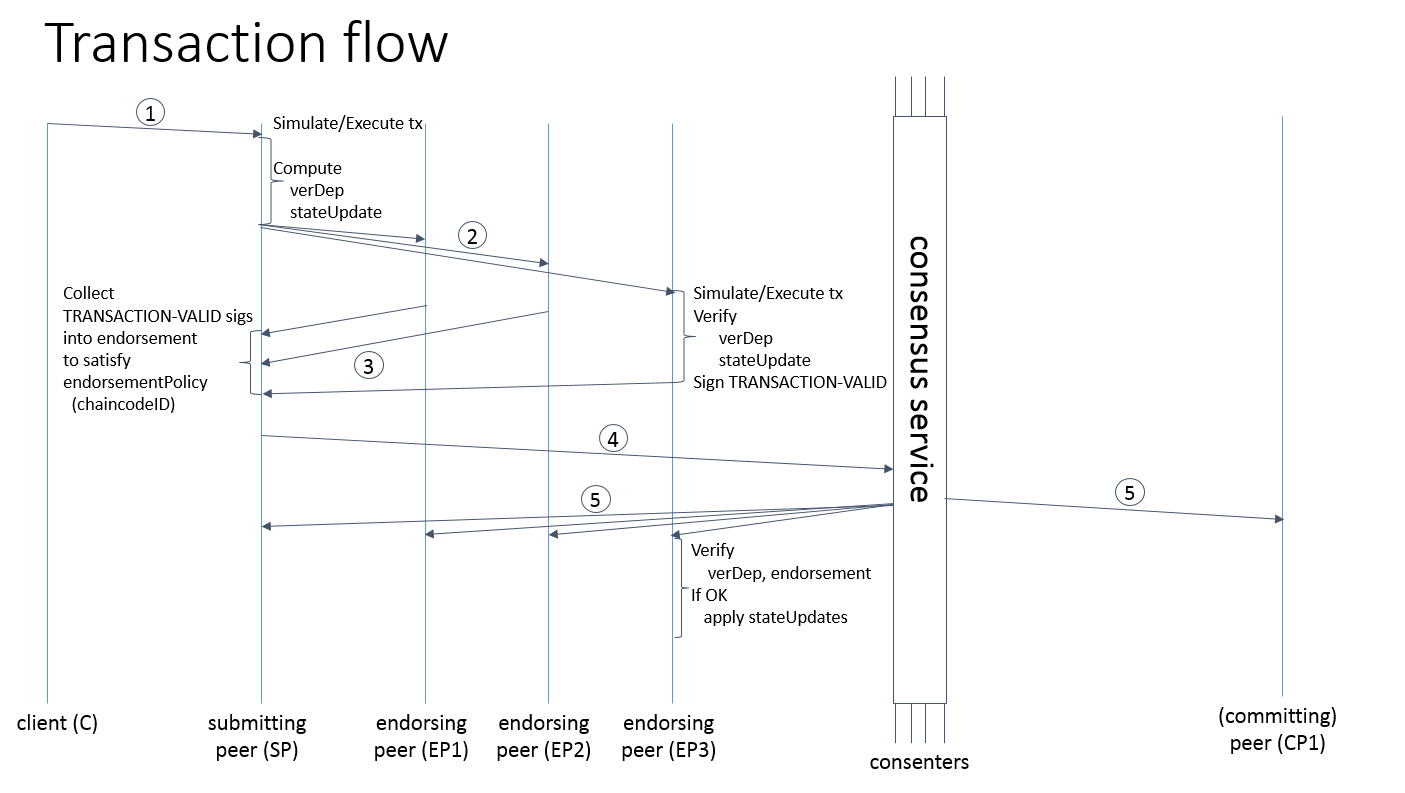 Transaction flow
1
Simulate/Execute tx
Compute
verDep
stateUpdate
2
Collect
TRANSACTION-VALID sigs
into endorsement
to satisfy
endorsementPolicy
(chaincodeID)
3
Simulate/Execute tx
Verify
verDep
stateUpdate
Sign TRANSACTION-VALID
consensus service
4
5
5
Verify
verDep, endorsement
If OK
apply stateUpdates
client (C)
submitting
peer (SP)
endorsing
peer (EP1)
endorsing
peer (EP2)
endorsing
peer (EP3)
consenters
(committing)
peer (CP1)